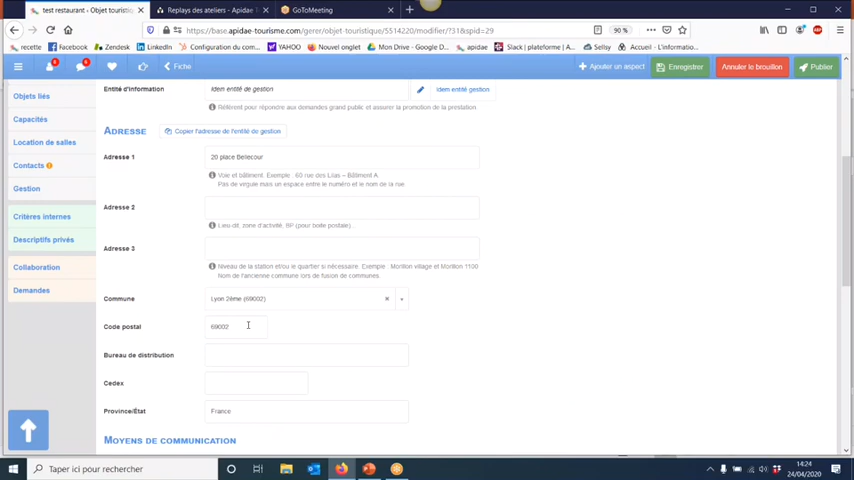 test restaurant - Objet touristiq
Replays des ateliers - Apidae T
GoToMeeting
https://base.apidae-tourisme.com/gerer/objet-touristique/5514220/modifier/?31&spid=29
90 %
recette
Facebook
Zendesk
LinkedIn
Configuration du com...
YAHOO
Nouvel onglet
Mon Drive - Google D...
apidae
Slack | plateforme d'a...
Sellsy
Accueil - L'informatio...
Fiche
Ajouter un aspect
Enregistrer
Annuler le brouillon
Publier
Objets liés
Capacités
Location de salles
Contacts
Gestion
Critères internes
Descriptifs privés
Collaboration
Demandes
Entité d'information
Idem entité de gestion
Idem entité gestion
Référent pour répondre aux demandes grand public et assurer la promotion de la prestation.
ADRESSE
Copier l'adresse de l'entité de gestion
Adresse 1
20 place Bellecour
Voie et bâtiment. Exemple : 60 rue des Lilas – Bâtiment A.
Pas de virgule mais un espace entre le numéro et le nom de la rue
Adresse 2
Lieu dit, zone d'activité, BP (pour boite postale)...
Adresse 3
Niveau de la station et/ou le quartier si nécessaire. Exemple : Morillon village et Morillon 1100
Nom de l'ancienne commune lors de fusion de communes.
Commune
Lyon 2ème (69002)
Code postal
69002
Bureau de distribution
Cedex
Province/État
France
MOYENS DE COMMUNICATION
Taper ici pour rechercher
14:24
24/04/2020